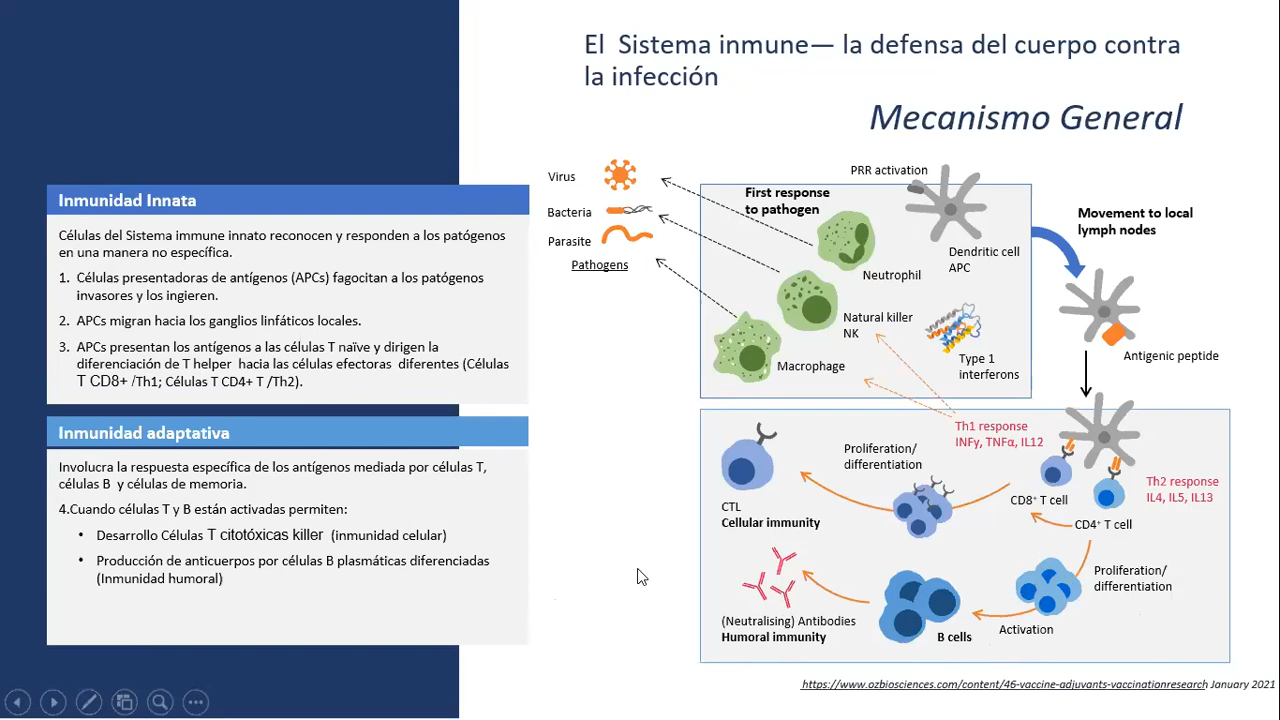 El  Sistema inmune— la defensa del cuerpo contra
la infección
Mecanismo General
Inmunidad Innata
Células del Sistema immune innato reconocen y responden a los patógenos
en una manera no específica.
1. Células presentadoras de antígenos (APCs) fagocitan a los patógenos
invasores y los ingieren.
2. APCs migran hacia los ganglios linfáticos locales.
3. APCs presentan los antígenos a las células T naïve y dirigen la
diferenciación de T helper  hacia las células efectoras  diferentes (Células
T CD8+ /Th1; Células T CD4+ T /Th2).
Inmunidad adaptativa
Involucra la respuesta específica de los antígenos mediada por células T,
células B  y células de memoria.
4.Cuando células T y B están activadas permiten:
• Desarrollo Células T citotóxicas killer  (inmunidad celular)
• Producción de anticuerpos por células B plasmáticas diferenciadas
(Inmunidad humoral)
Virus
Bacteria
Parasite
Pathogens
First response
to pathogen
PRR activation
Neutrophil
Dendritic cell
APC
Natural killer
NK
Macrophage
Type 1
interferons
Movement to local
lymph nodes
Antigenic peptide
Th1 response
INFγ, TNFα, IL12
Th2 response
IL4, IL5, IL13
Proliferation/
differentiation
CD8⁺ T cell
CD4⁺ T cell
CTL
Cellular immunity
Proliferation/
differentiation
(Neutralising) Antibodies
Humoral immunity
B cells
Activation
https://www.ozbiosciences.com/content/46-vaccine-adjuvants-vaccinationresearch January 2021